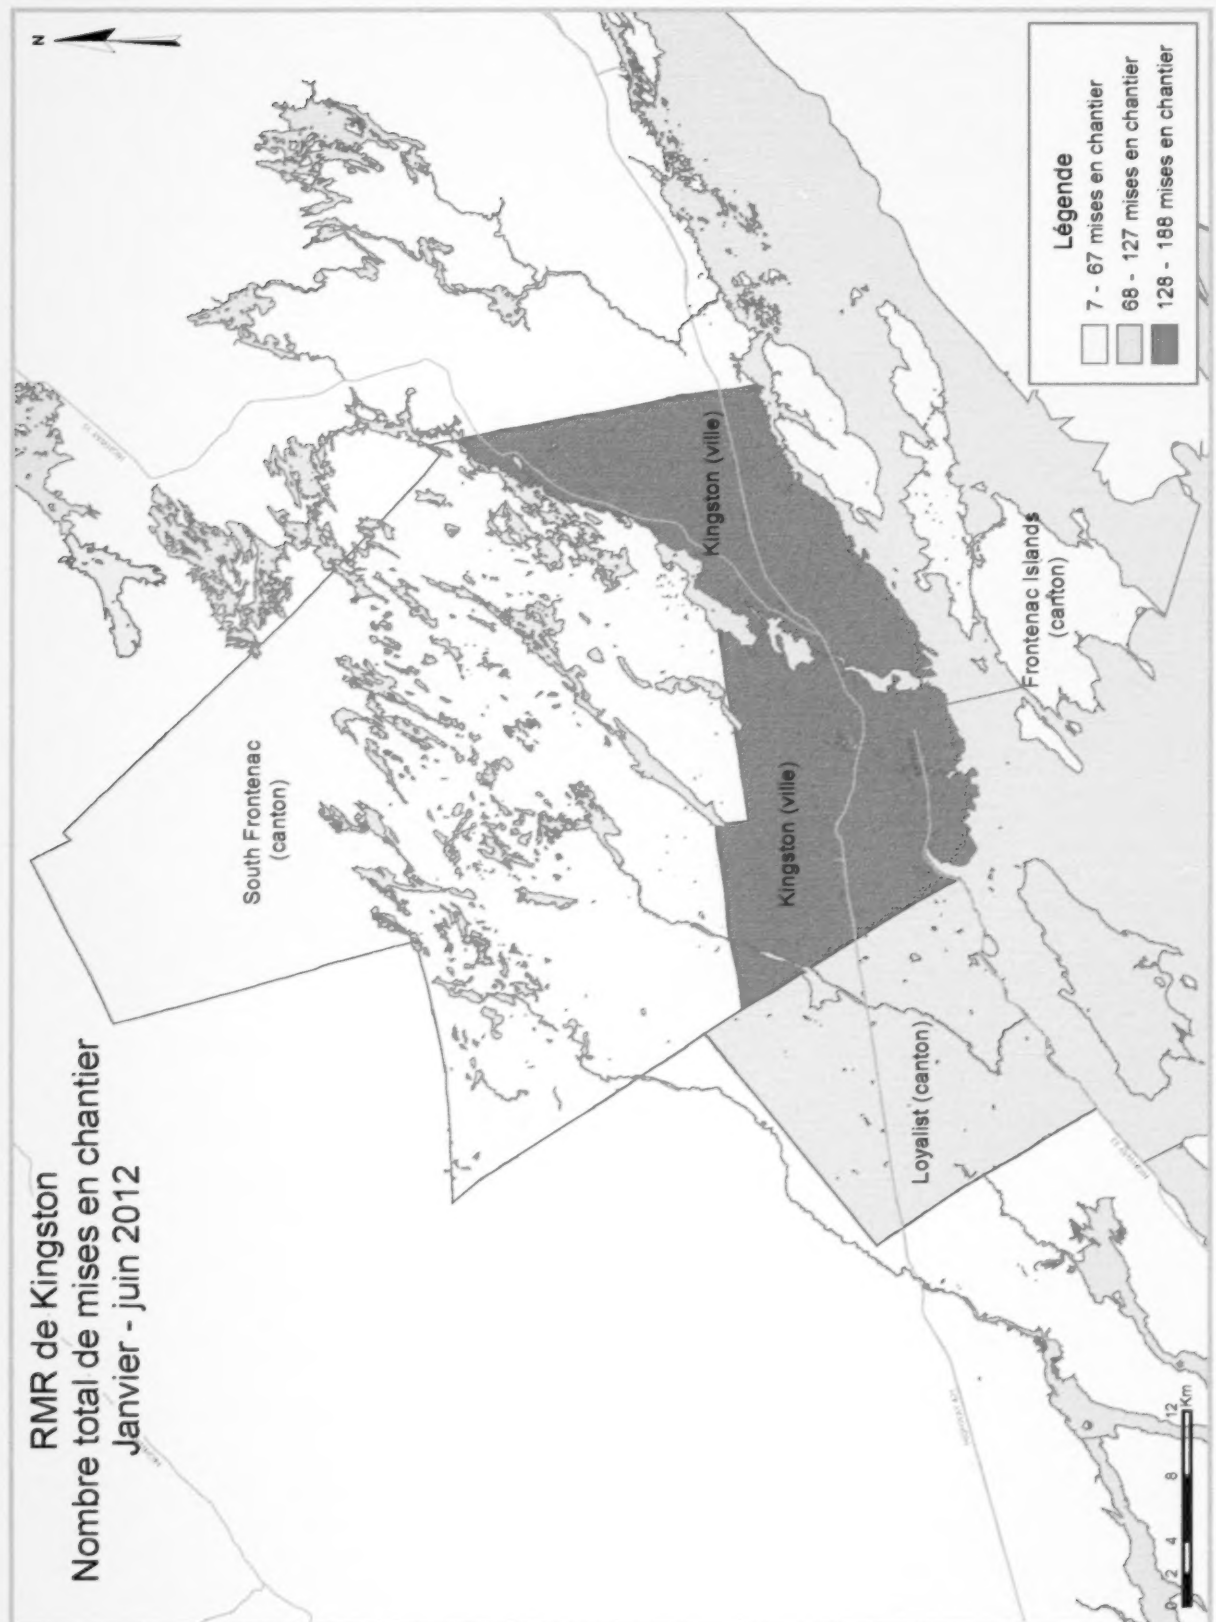 RMR de Kingston
Nombre total de mises en chantier
Janvier - juin 2012
N
South Frontenac
(canton)
Kingston (ville)
Kingston (ville)
Loyalist (canton)
Frontenac Islands
(canton)
Légende
7 - 67 mises en chantier
68 - 127 mises en chantier
128 - 188 mises en chantier
0 2 4 8 12
Km